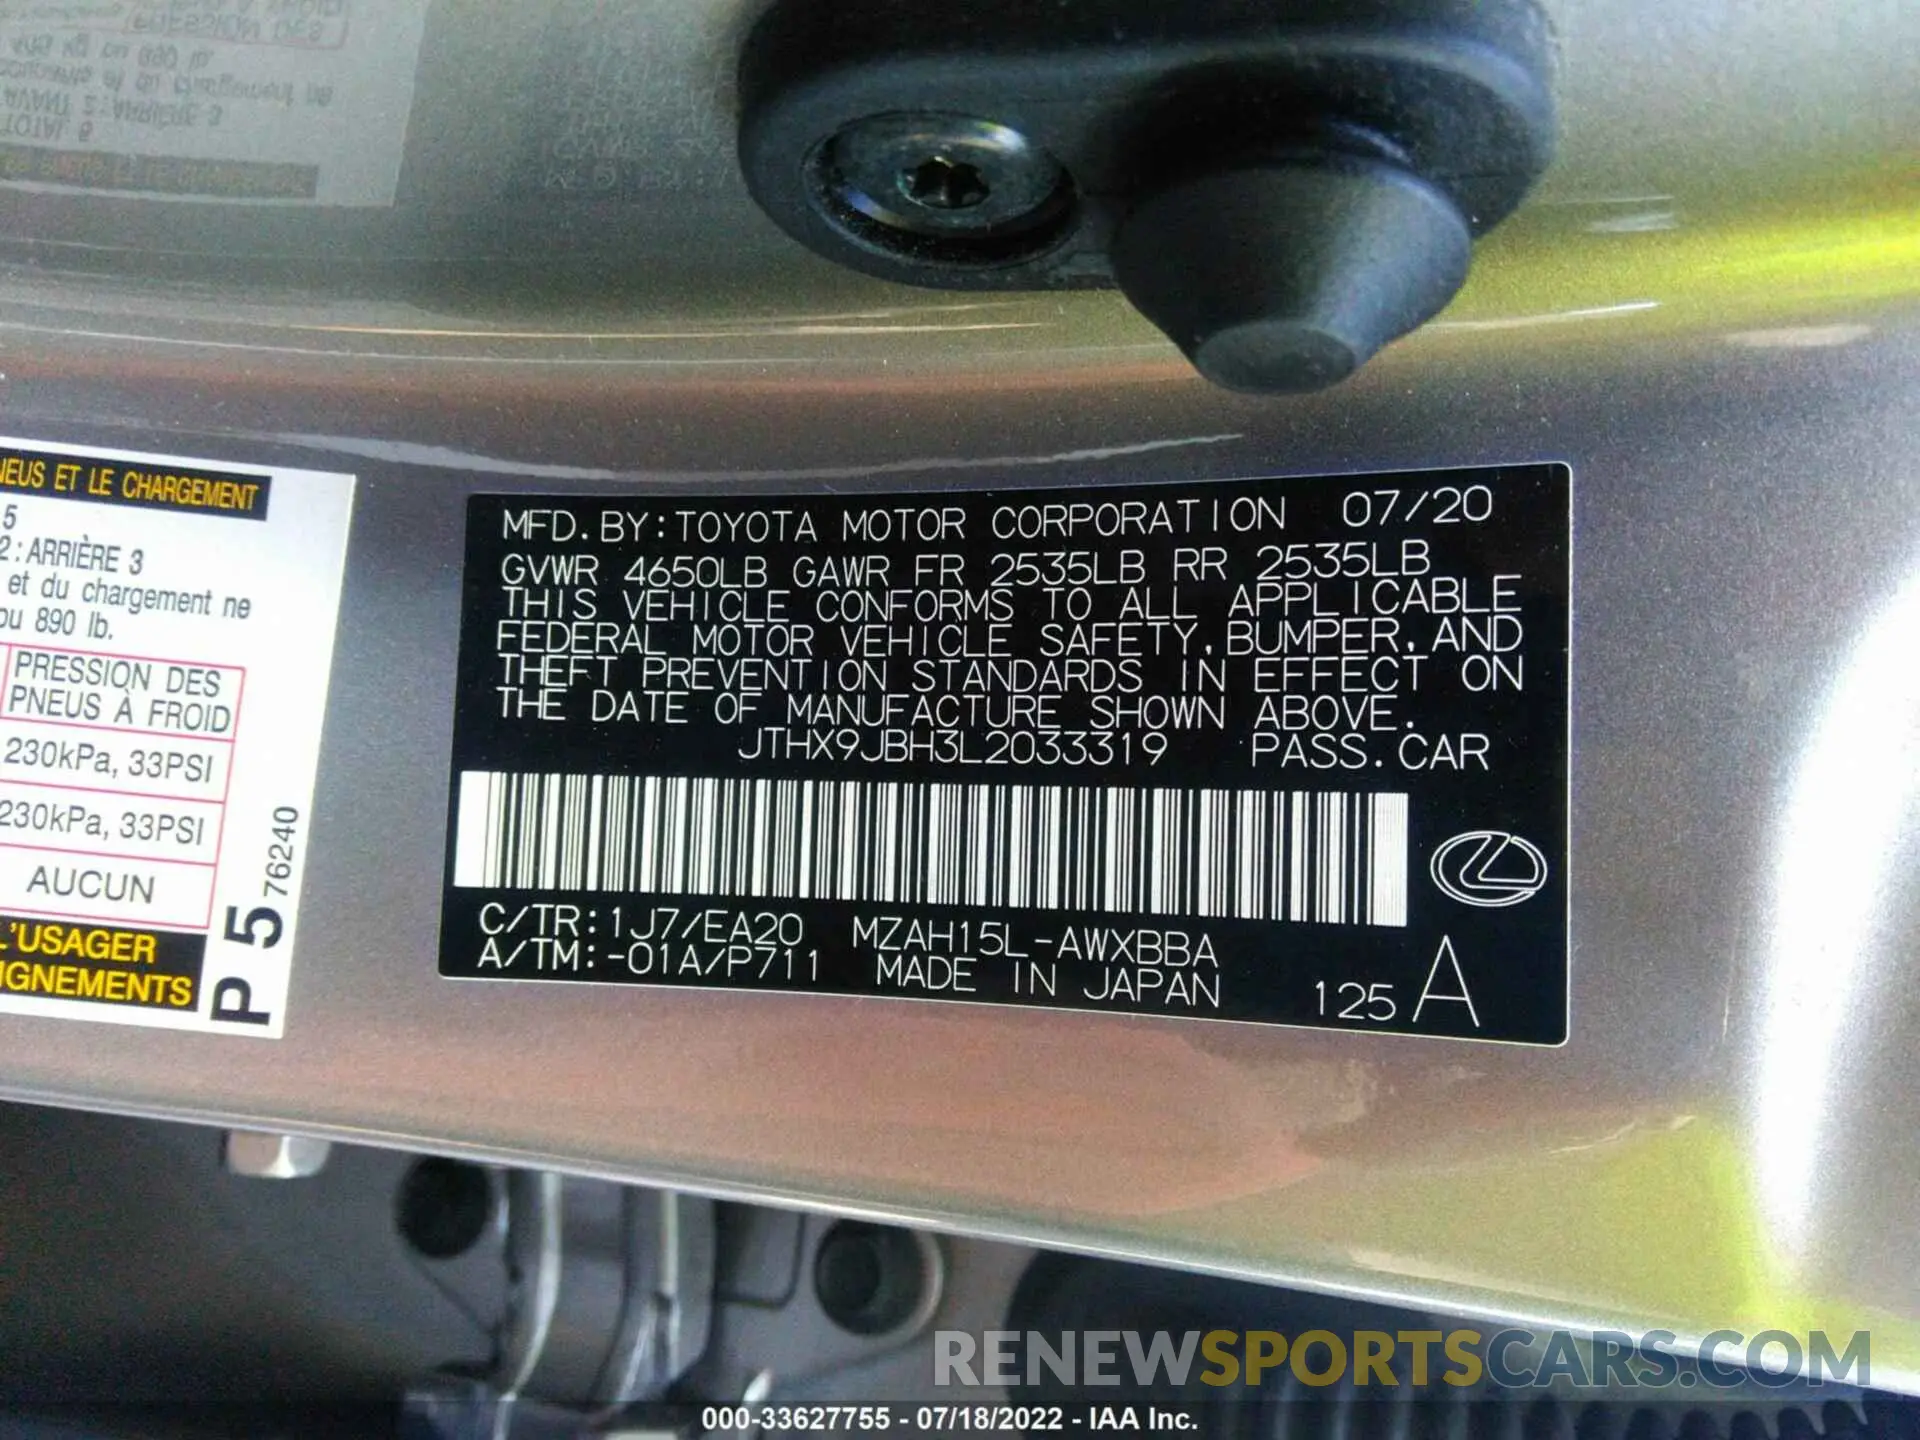 NEUS ET LE CHARGEMENT
5
2 : ARRIÈRE 3
et du chargement ne
ou 890 lb.
PRESSION DES
PNEUS À FROID
230kPa, 33PSI
230kPa, 33PSI
AUCUN
L'USAGER
IGNEMENTS
P 5 76240
MFD. BY: TOYOTA MOTOR CORPORATION 07/20
GVWR 4650LB GAWR FR 2535LB RR 2535LB
THIS VEHICLE CONFORMS TO ALL APPLICABLE
FEDERAL MOTOR VEHICLE SAFETY, BUMPER, AND
THEFT PREVENTION STANDARDS IN EFFECT ON
THE DATE OF MANUFACTURE SHOWN ABOVE.
JTHX9JBH3L2033319 PASS. CAR
C/TR: 1J7/EA20 MZAH15L-AWXBBA
A/TM: -01A/P711 MADE IN JAPAN
125 A
RENEWSPORTSCARS.COM
000-33627755 - 07/18/2022 - IAA Inc.